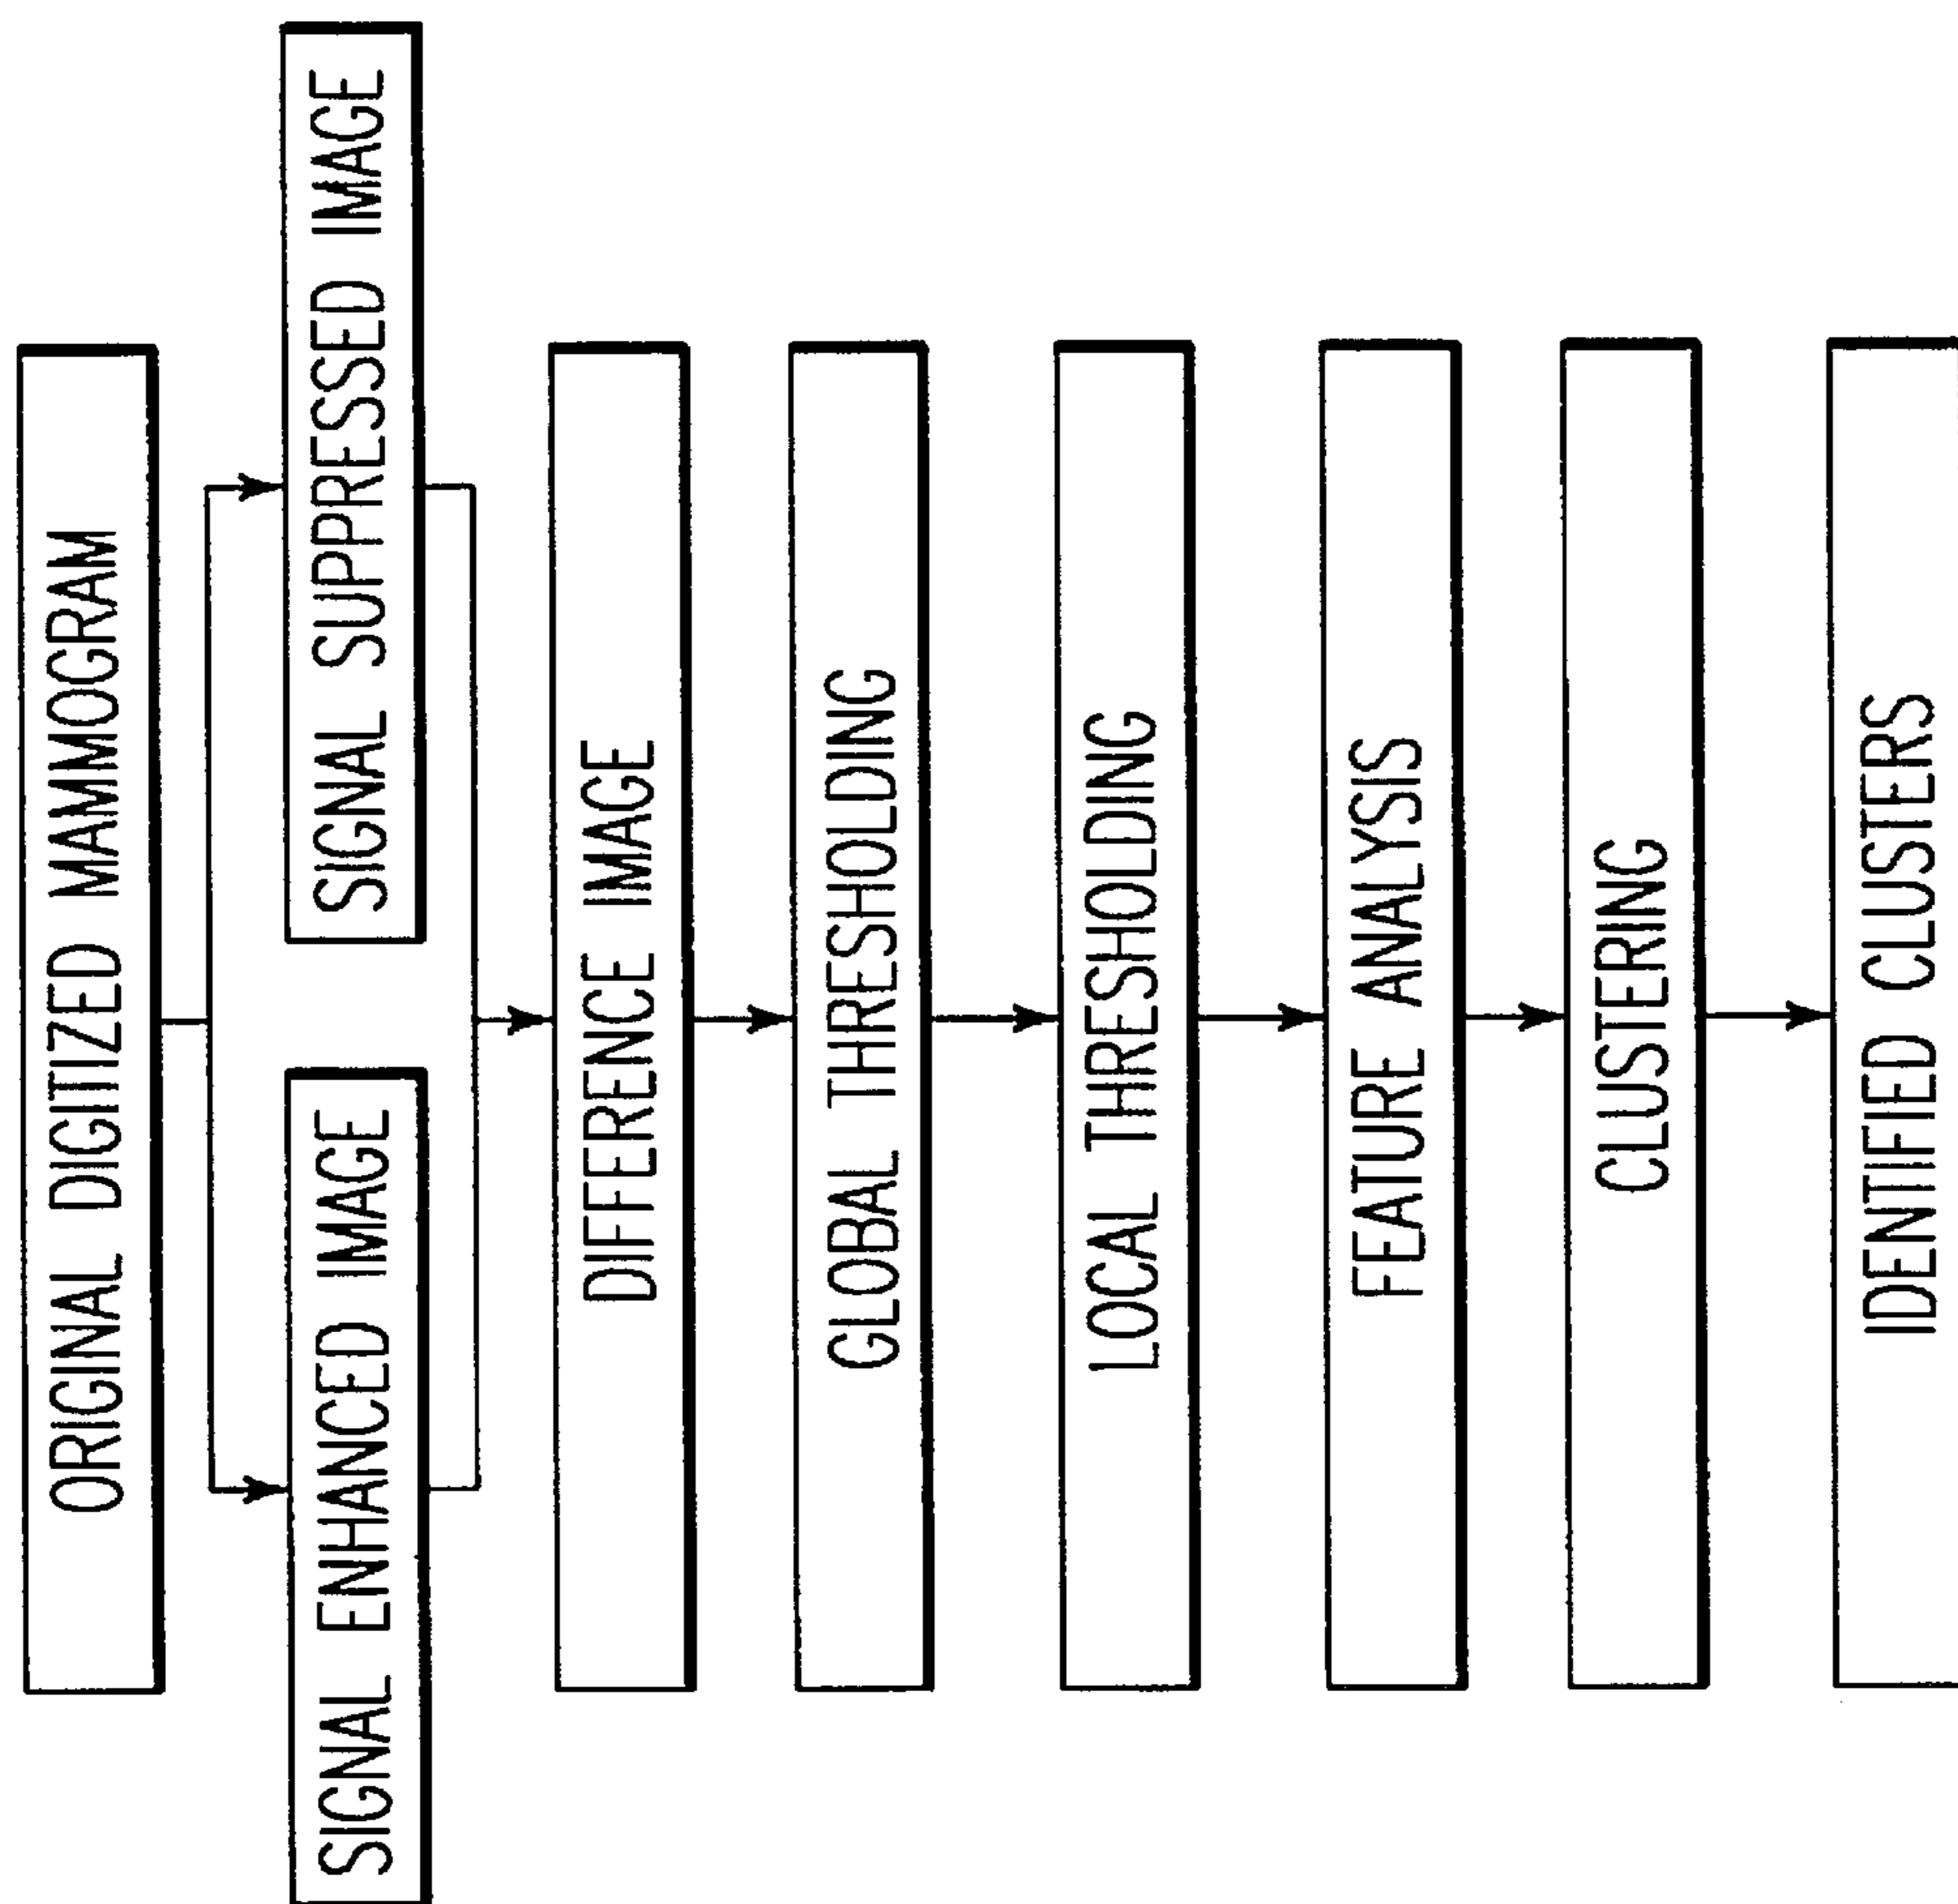 ORIGINAL DIGITIZED MAMMOGRAM
SIGNAL ENHANCED IMAGE
SIGNAL SUPPRESSED IMAGE
DIFFERENCE IMAGE
GLOBAL THRESHOLDING
LOCAL THRESHOLDING
FEATURE ANALYSIS
CLUSTERING
IDENTIFIED CLUSTERS